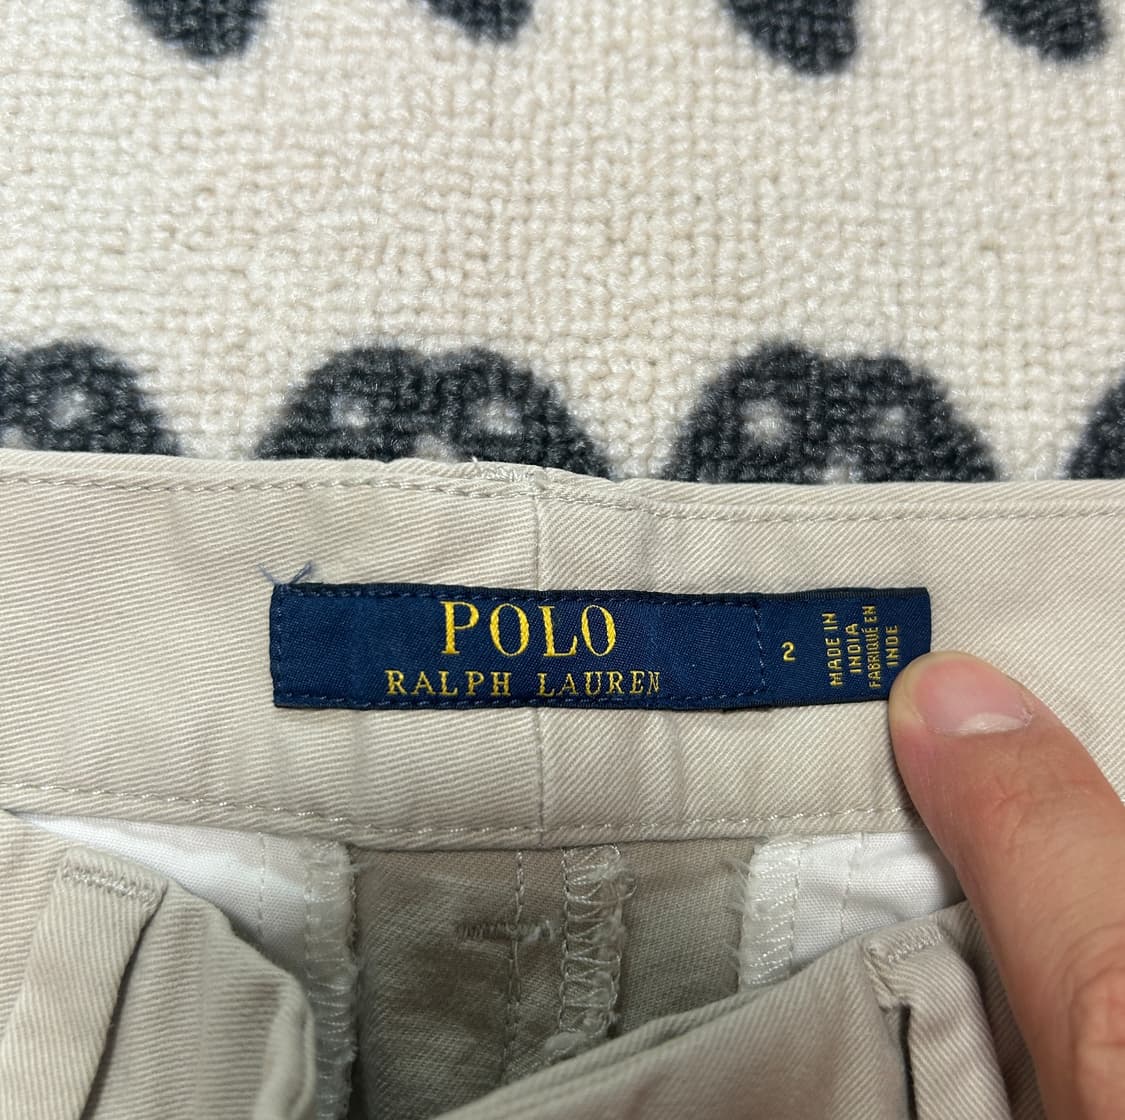 POLO
RALPH LAUREN
2
MADE IN
INDIA
FABRIQUÉ EN
INDE